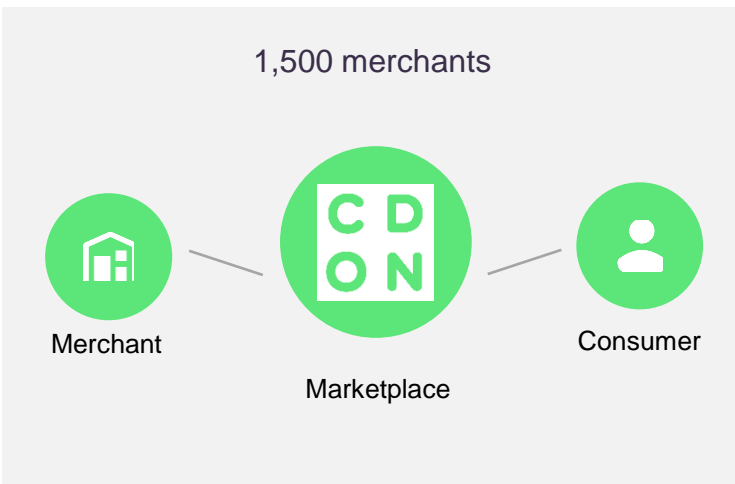 1,500 merchants
C D
O N
Merchant
Consumer
Marketplace